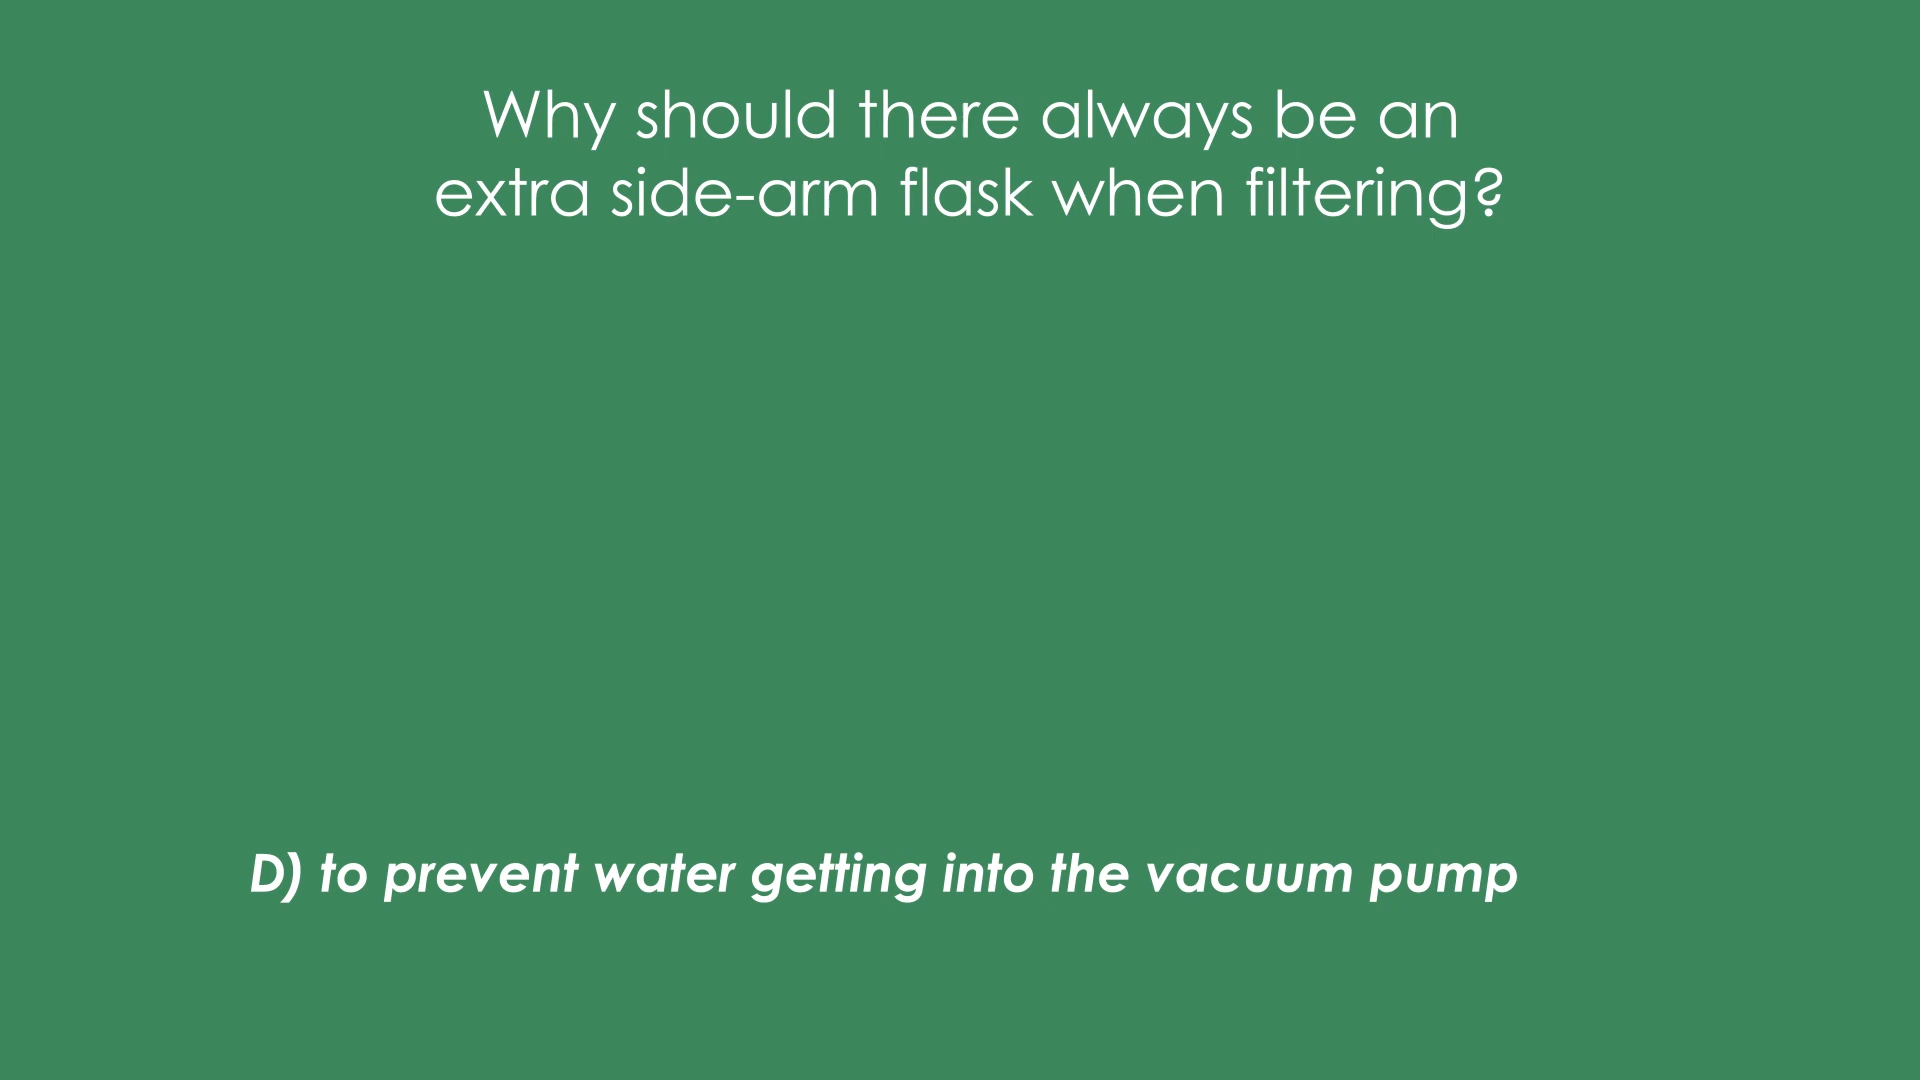 Why should there always be an
extra side-arm flask when filtering?
D) to prevent water getting into the vacuum pump